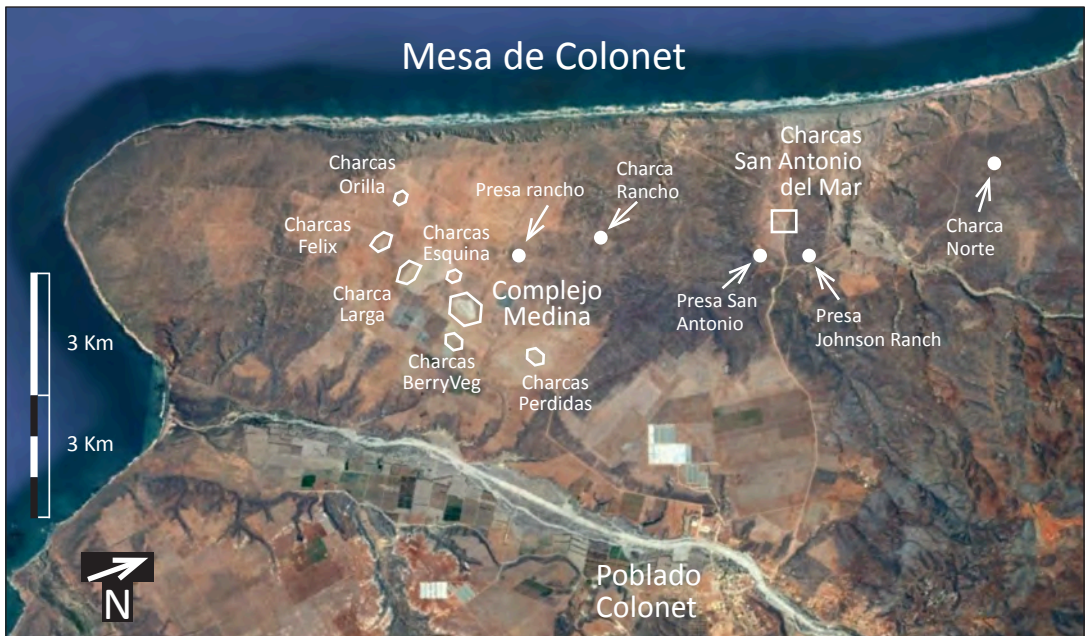 Mesa de Colonet
Charcas
San Antonio
del Mar
Charcas
Orilla
Charca
Rancho
Presa rancho
Charcas
Felix
Charcas
Esquina
Charca
Norte
Charca
Larga
Complejo
Medina
Presa San
Antonio
Presa
Johnson Ranch
3 Km
Charcas
BerryVeg
Charcas
Perdidas
3 Km
N
Poblado
Colonet